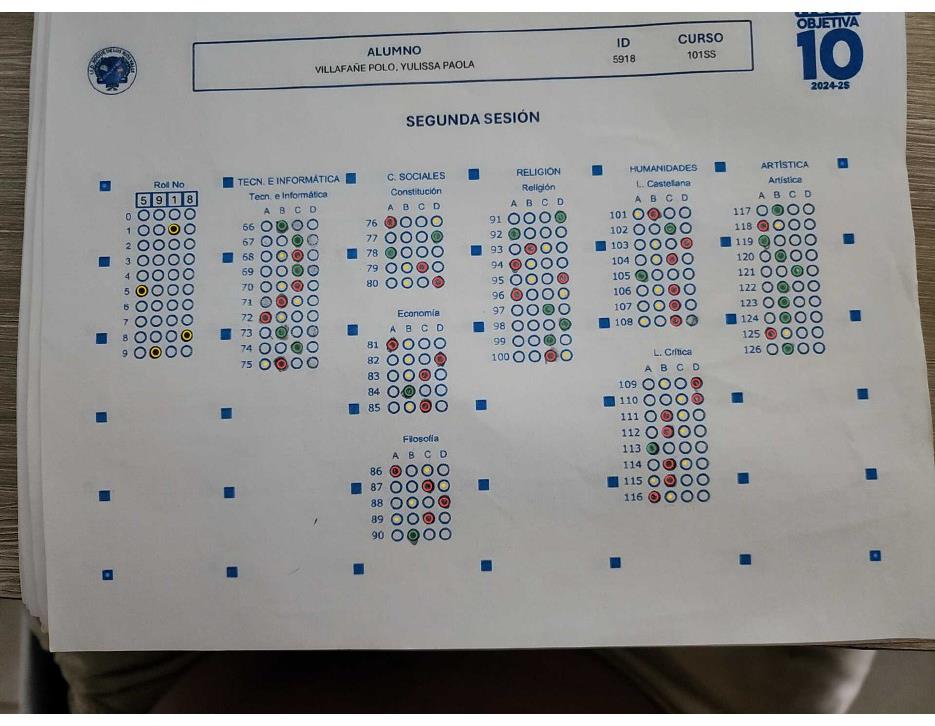 OBJETIVA
10
2024-2S
ALUMNO
VILLAFAÑE POLO, YULISSA PAOLA
ID
5918
CURSO
101SS
SEGUNDA SESIÓN
Roll No
5 9 1 8
0
1
2
3
4
5
6
7
8
9
TECN. E INFORMÁTICA
Tecn. e Informática
A B C D
66
67
68
69
70
71
72
73
74
75
C. SOCIALES
Constitución
A B C D
76
77
78
79
80
Economía
A B C D
81
82
83
84
85
Filosofía
A B C D
86
87
88
89
90
RELIGIÓN
Religión
A B C D
91
92
93
94
95
96
97
98
99
100
HUMANIDADES
L. Castellana
A B C D
101
102
103
104
105
106
107
108
L. Crítica
A B C D
109
110
111
112
113
114
115
116
ARTÍSTICA
Artística
A B C D
117
118
119
120
121
122
123
124
125
126